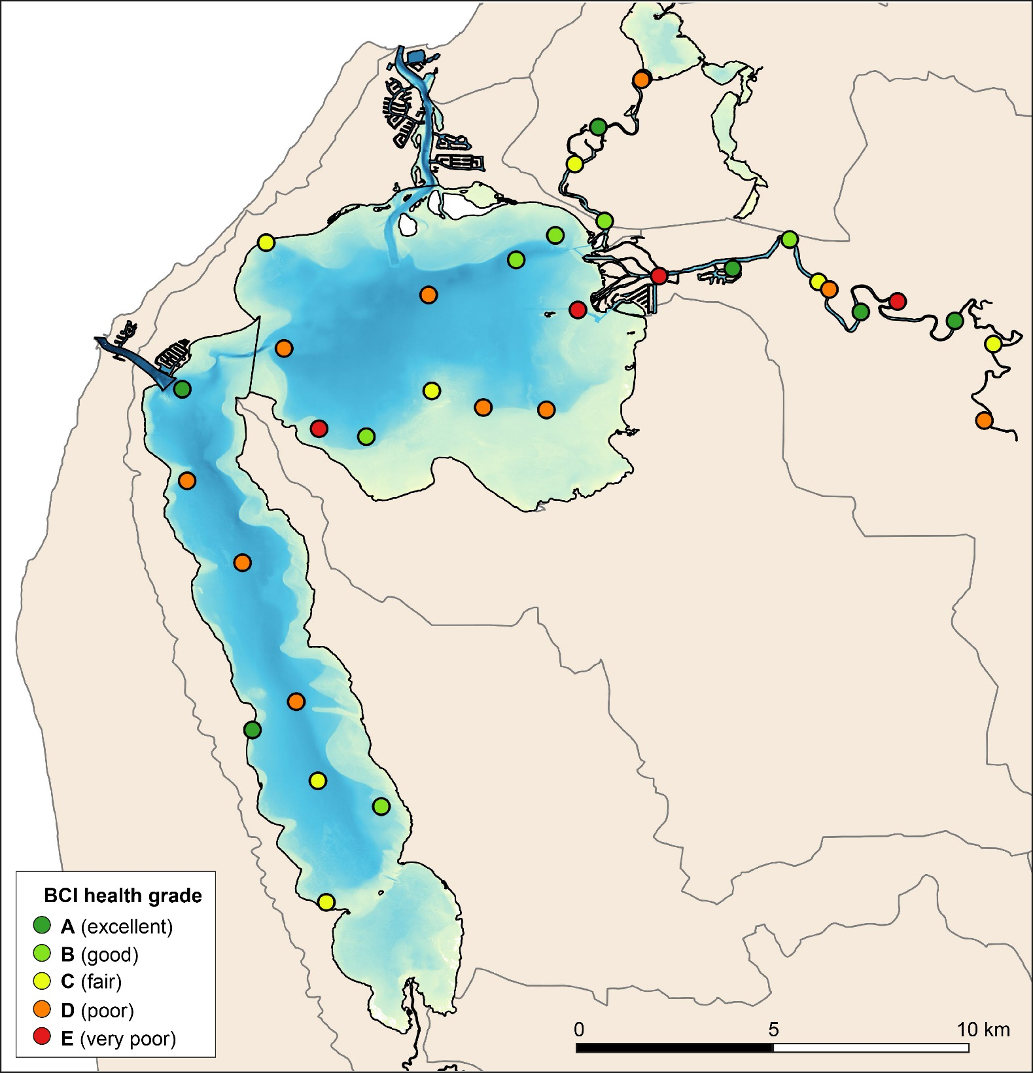 BCI health grade
A (excellent)
B (good)
C (fair)
D (poor)
E (very poor)
0 5 10 km